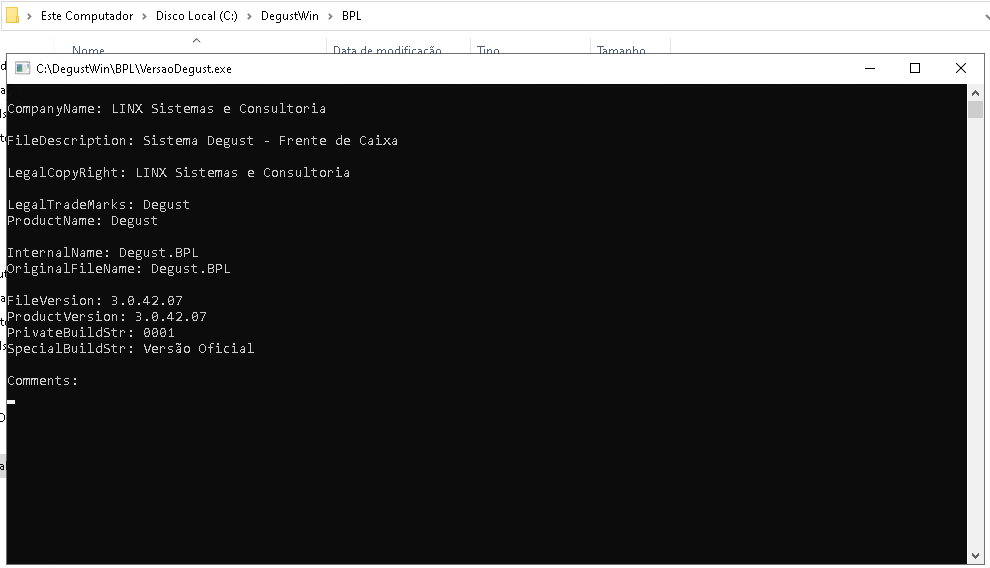 Este Computador > Disco Local (C:) > DegustWin > BPL
Nome Data de modificação Tipo Tamanho
C:\DegustWin\BPL\VersaoDegust.exe
CompanyName: LINX Sistemas e Consultoria
FileDescription: Sistema Degust - Frente de Caixa
LegalCopyRight: LINX Sistemas e Consultoria
LegalTradeMarks: Degust
ProductName: Degust
InternalName: Degust.BPL
OriginalFileName: Degust.BPL
FileVersion: 3.0.42.07
ProductVersion: 3.0.42.07
PrivateBuildStr: 0001
SpecialBuildStr: Versão Oficial
Comments: